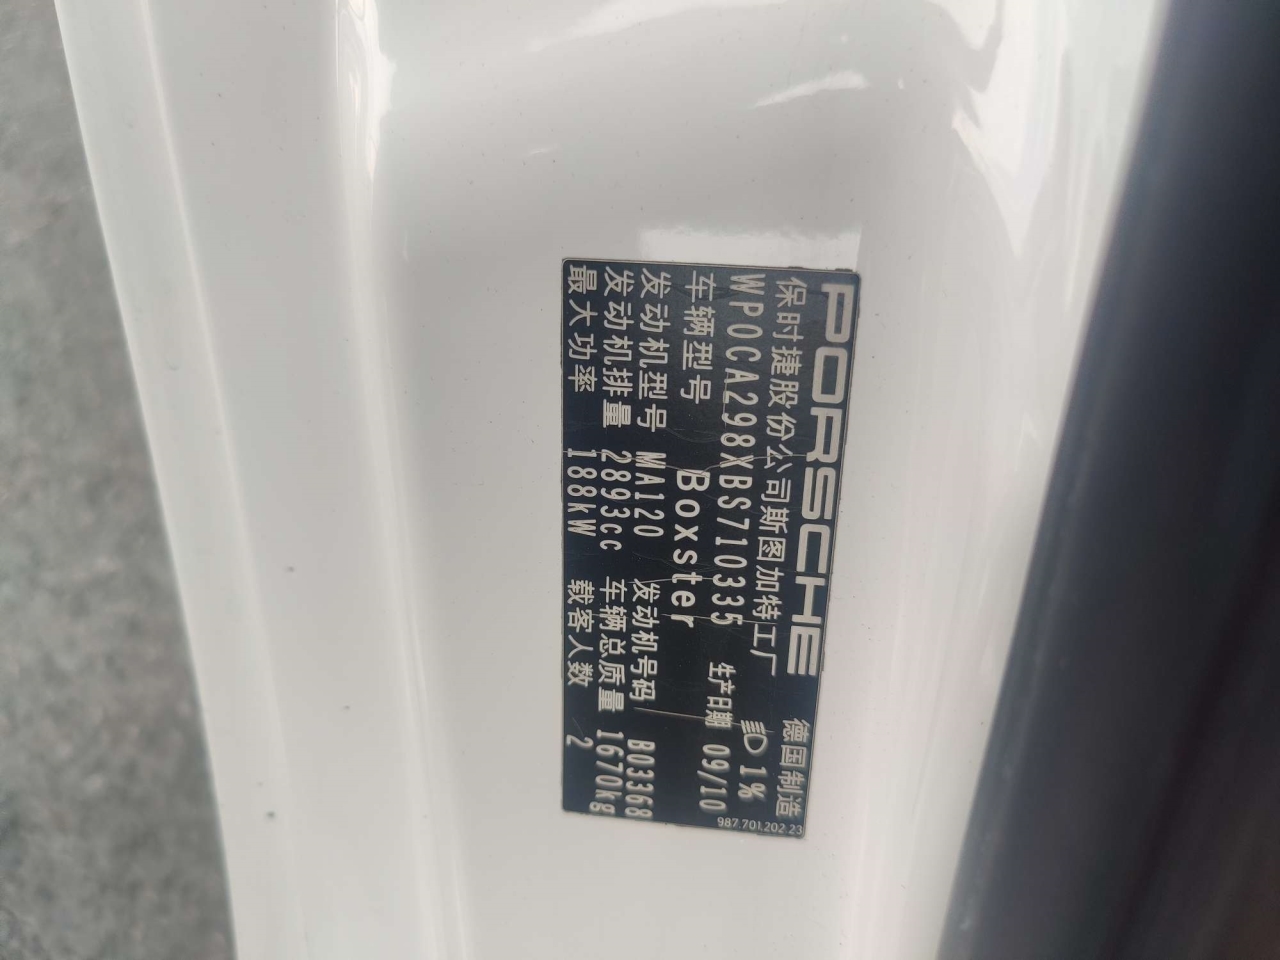 PORSCHE 德国制造
保时捷股份公司斯图加特工厂 1%
WP0CA298XBS710335 生产日期 09/10
车辆型号 Boxster
发动机型号 MA120 发动机号码 B03368
发动机排量 2893cc 车辆总质量 1670kg
最大功率 188kW 载客人数 2
987.701.202.23